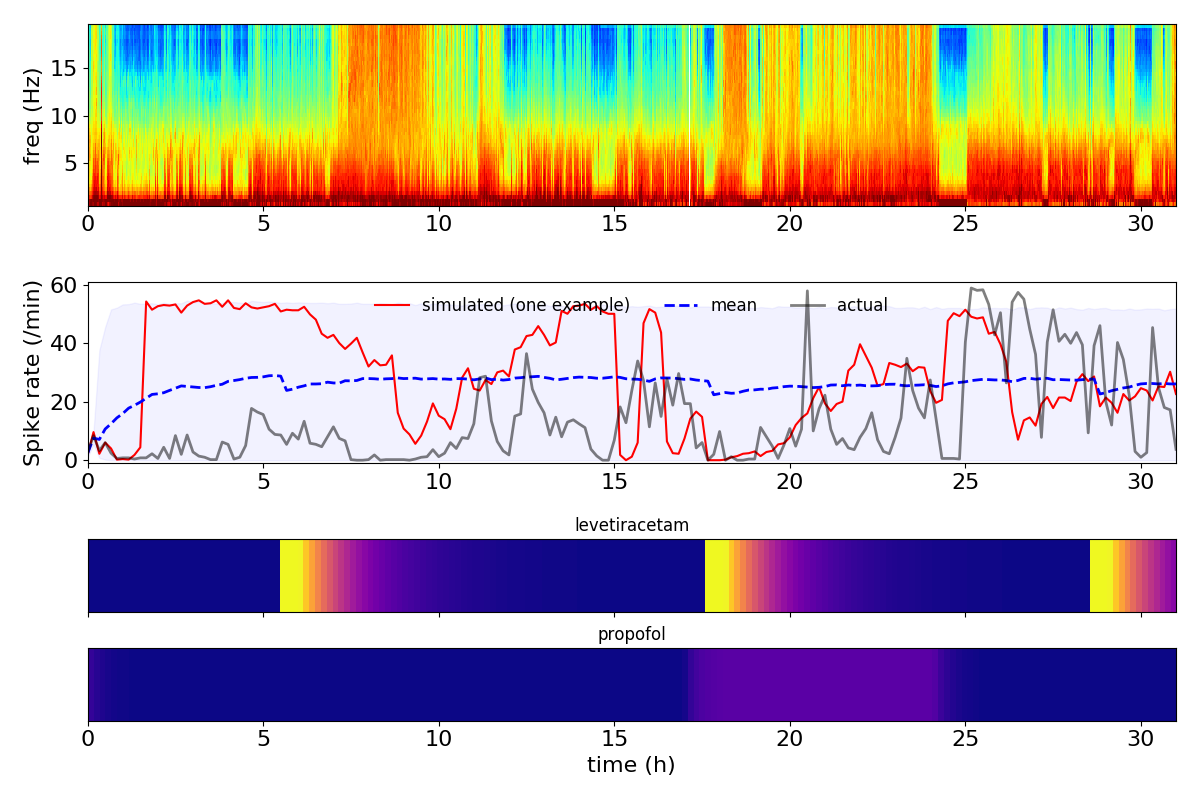 freq (Hz)
15
10
5
0 5 10 15 20 25 30
Spike rate (/min)
60
40
20
0
simulated (one example) mean actual
0 5 10 15 20 25 30
levetiracetam
propofol
0 5 10 15 20 25 30
time (h)